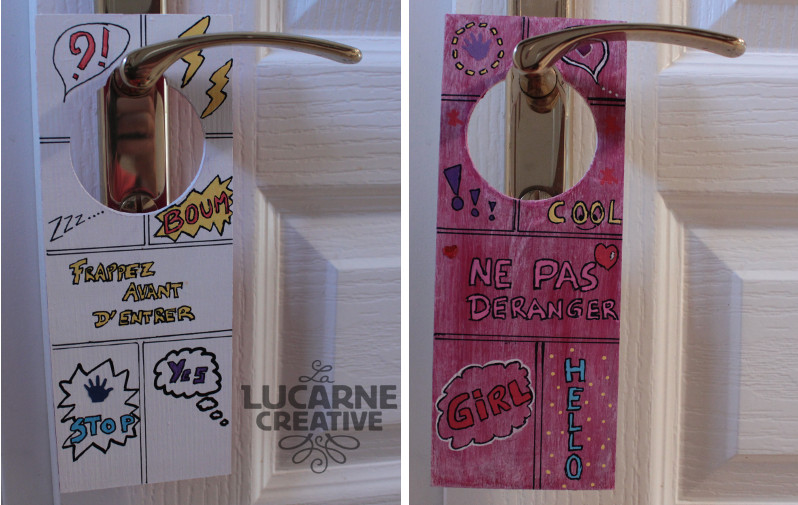 ?!
ZZZ....
BOUM
FRAPPEZ
AVANT
D'ENTRER
STOP
YES
La
LUCARNE
CREATIVE
!!!
COOL
NE PAS
DERANGER
GIRL
HELLO